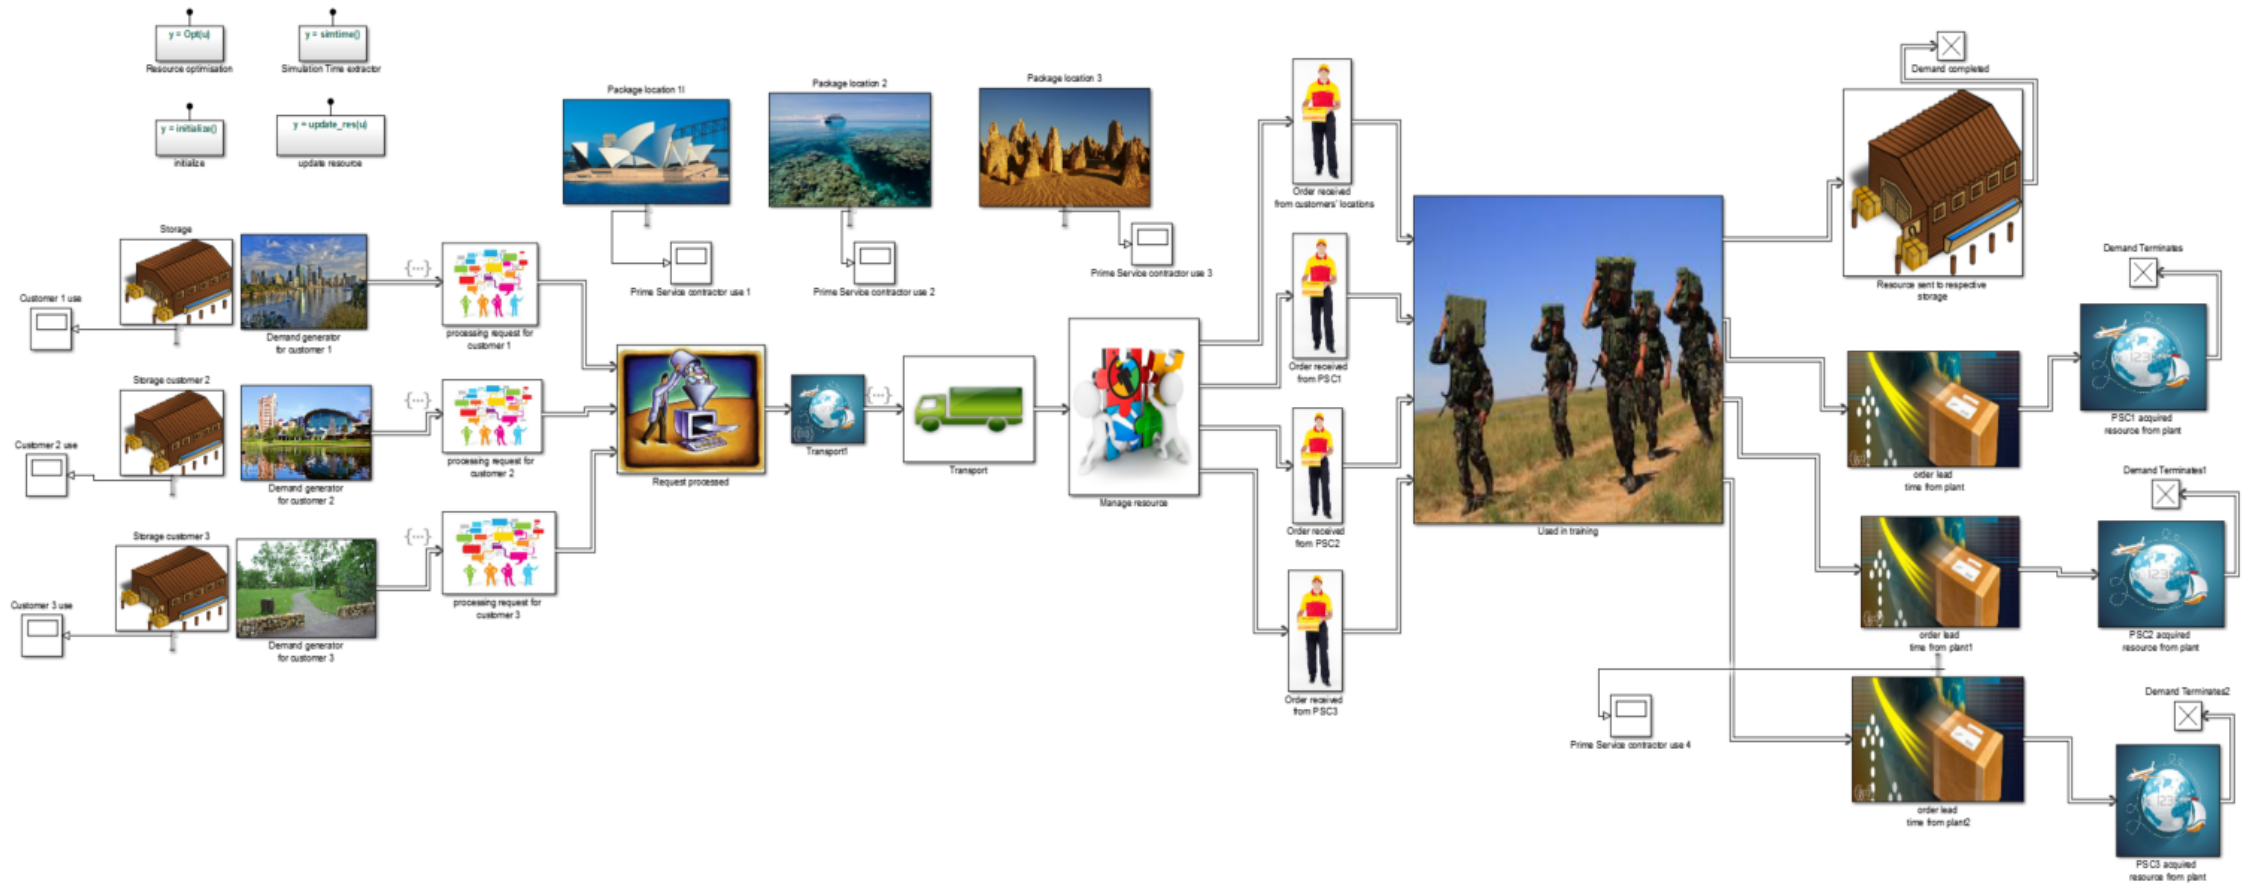 y = Opt(u)
Resource optimisation
y = simtime()
Simulation Time extractor
y = initialize()
initialize
y = update_res(u)
update resource
Package location 1l
Package location 2
Package location 3
Prime Service contractor use 1
Prime Service contractor use 2
Prime Service contractor use 3
Storage
Customer 1 use
Demand generator
for customer 1
{...}
processing request for
customer 1
Storage customer 2
Customer 2 use
Demand generator
for customer 2
{...}
processing request for
customer 2
Storage customer 3
Customer 3 use
Demand generator
for customer 3
{...}
processing request for
customer 3
Request processed
Transport1
{...}
Transport
Manage resource
Order received
from customers' locations
Order received
from PSC1
Order received
from PSC2
Order received
from PSC3
Used in training
Demand completed
Resource sent to respective
storage
order lead
time from plant
Demand Terminates
PSC1 acquired
resource from plant
order lead
time from plant1
Demand Terminates1
PSC2 acquired
resource from plant
Prime Service contractor use 4
order lead
time from plant2
Demand Terminates2
PSC3 acquired
resource from plant